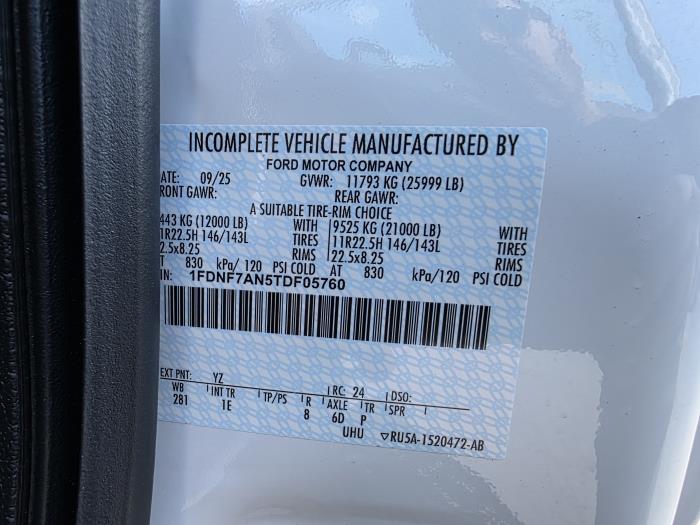 INCOMPLETE VEHICLE MANUFACTURED BY
FORD MOTOR COMPANY
ATE: 09/25 GVWR: 11793 KG (25999 LB)
RONT GAWR: REAR GAWR:
A SUITABLE TIRE-RIM CHOICE
443 KG (12000 LB) WITH 9525 KG (21000 LB) WITH
1R22.5H 146/143L TIRES 11R22.5H 146/143L TIRES
2.5x8.25 RIMS 22.5x8.25 RIMS
T 830 kPa/ 120 PSI COLD AT 830 kPa/120 PSI COLD
IN: 1FDNF7AN5TDF05760
EXT PNT: YZ RC: 24 DSO:
WB INT TR TP/PS R AXLE TR SPR
281 1E 8 6D P
UHU ▽RU5A-1520472-AB